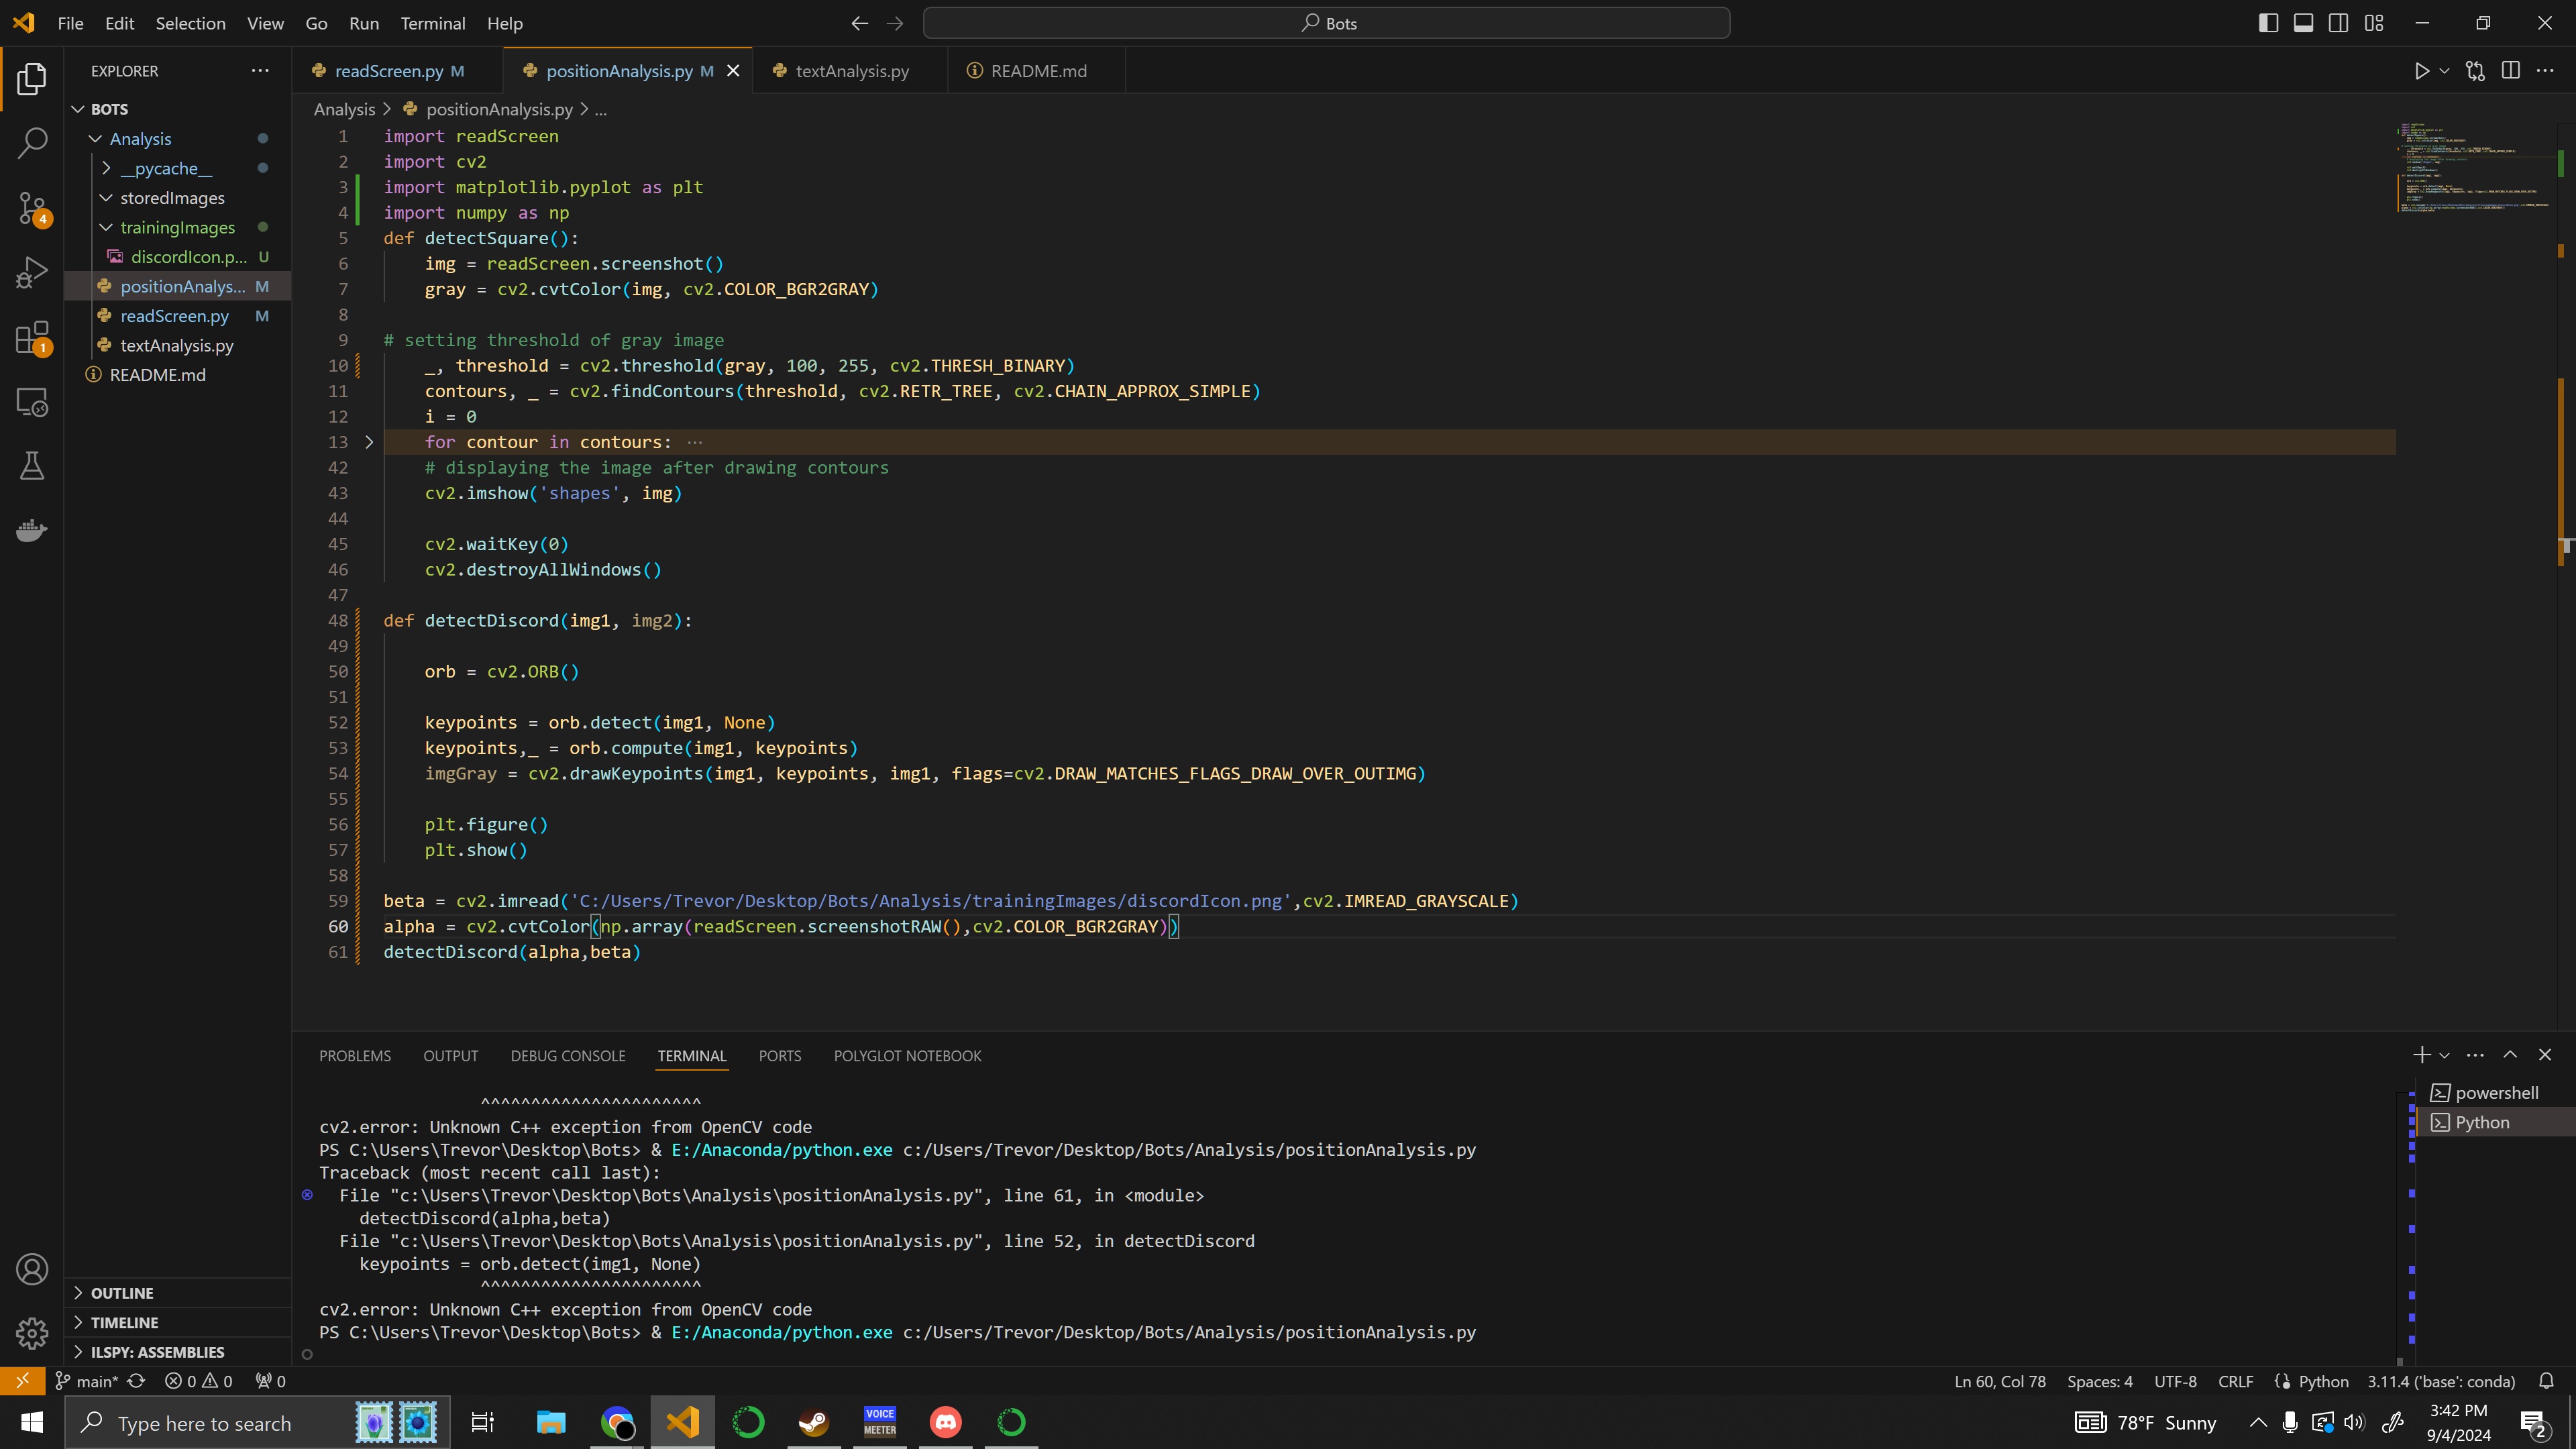 File Edit Selection View Go Run Terminal Help
Bots
EXPLORER
BOTS
Analysis
__pycache__
storedImages
trainingImages
discordIcon.p... U
positionAnalys... M
readScreen.py M
textAnalysis.py
README.md
OUTLINE
TIMELINE
ILSPY: ASSEMBLIES
4
1
readScreen.py M positionAnalysis.py M textAnalysis.py README.md
Analysis > positionAnalysis.py > ...
1 import readScreen
2 import cv2
3 import matplotlib.pyplot as plt
4 import numpy as np
5 def detectSquare():
6 img = readScreen.screenshot()
7 gray = cv2.cvtColor(img, cv2.COLOR_BGR2GRAY)
8
9 # setting threshold of gray image
10 _, threshold = cv2.threshold(gray, 100, 255, cv2.THRESH_BINARY)
11 contours, _ = cv2.findContours(threshold, cv2.RETR_TREE, cv2.CHAIN_APPROX_SIMPLE)
12 i = 0
13 for contour in contours: ...
42 # displaying the image after drawing contours
43 cv2.imshow('shapes', img)
44
45 cv2.waitKey(0)
46 cv2.destroyAllWindows()
47
48 def detectDiscord(img1, img2):
49
50 orb = cv2.ORB()
51
52 keypoints = orb.detect(img1, None)
53 keypoints,_ = orb.compute(img1, keypoints)
54 imgGray = cv2.drawKeypoints(img1, keypoints, img1, flags=cv2.DRAW_MATCHES_FLAGS_DRAW_OVER_OUTIMG)
55
56 plt.figure()
57 plt.show()
58
59 beta = cv2.imread('C:/Users/Trevor/Desktop/Bots/Analysis/trainingImages/discordIcon.png',cv2.IMREAD_GRAYSCALE)
60 alpha = cv2.cvtColor(np.array(readScreen.screenshotRAW(),cv2.COLOR_BGR2GRAY))
61 detectDiscord(alpha,beta)
PROBLEMS OUTPUT DEBUG CONSOLE TERMINAL PORTS POLYGLOT NOTEBOOK
^^^^^^^^^^^^^^^^^^^^^^
cv2.error: Unknown C++ exception from OpenCV code
PS C:\Users\Trevor\Desktop\Bots> & E:/Anaconda/python.exe c:/Users/Trevor/Desktop/Bots/Analysis/positionAnalysis.py
Traceback (most recent call last):
File "c:\Users\Trevor\Desktop\Bots\Analysis\positionAnalysis.py", line 61, in <module>
detectDiscord(alpha,beta)
File "c:\Users\Trevor\Desktop\Bots\Analysis\positionAnalysis.py", line 52, in detectDiscord
keypoints = orb.detect(img1, None)
^^^^^^^^^^^^^^^^^^^^^^
cv2.error: Unknown C++ exception from OpenCV code
PS C:\Users\Trevor\Desktop\Bots> & E:/Anaconda/python.exe c:/Users/Trevor/Desktop/Bots/Analysis/positionAnalysis.py
powershell
Python
main* 0 0 0 Ln 60, Col 78 Spaces: 4 UTF-8 CRLF Python 3.11.4 ('base': conda)
Type here to search
VOICE
MEETER
78°F Sunny
3:42 PM
9/4/2024
2